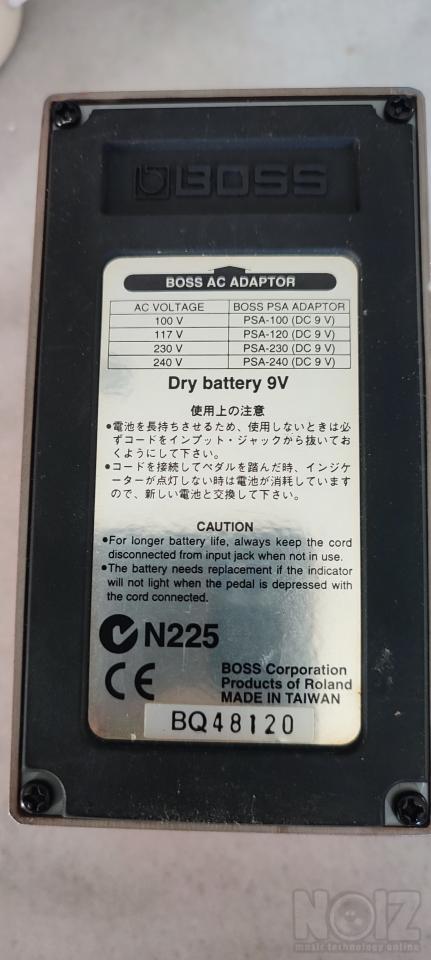 BOSS
BOSS AC ADAPTOR
AC VOLTAGE BOSS PSA ADAPTOR
100 V PSA-100 (DC 9 V)
117 V PSA-120 (DC 9 V)
230 V PSA-230 (DC 9 V)
240 V PSA-240 (DC 9 V)
Dry battery 9V
使用上の注意
●電池を長持ちさせるため、使用しないときは必
ずコードをインプット・ジャックから抜いてお
くようにして下さい。
●コードを接続してペダルを踏んだ時、インジケ
ーターが点灯しない時は電池が消耗しています
ので、新しい電池と交換して下さい。
CAUTION
●For longer battery life, always keep the cord
disconnected from input jack when not in use.
●The battery needs replacement if the indicator
will not light when the pedal is depressed with
the cord connected.
N225
CE
BOSS Corporation
Products of Roland
MADE IN TAIWAN
BQ48120
NOIZ
music technology online